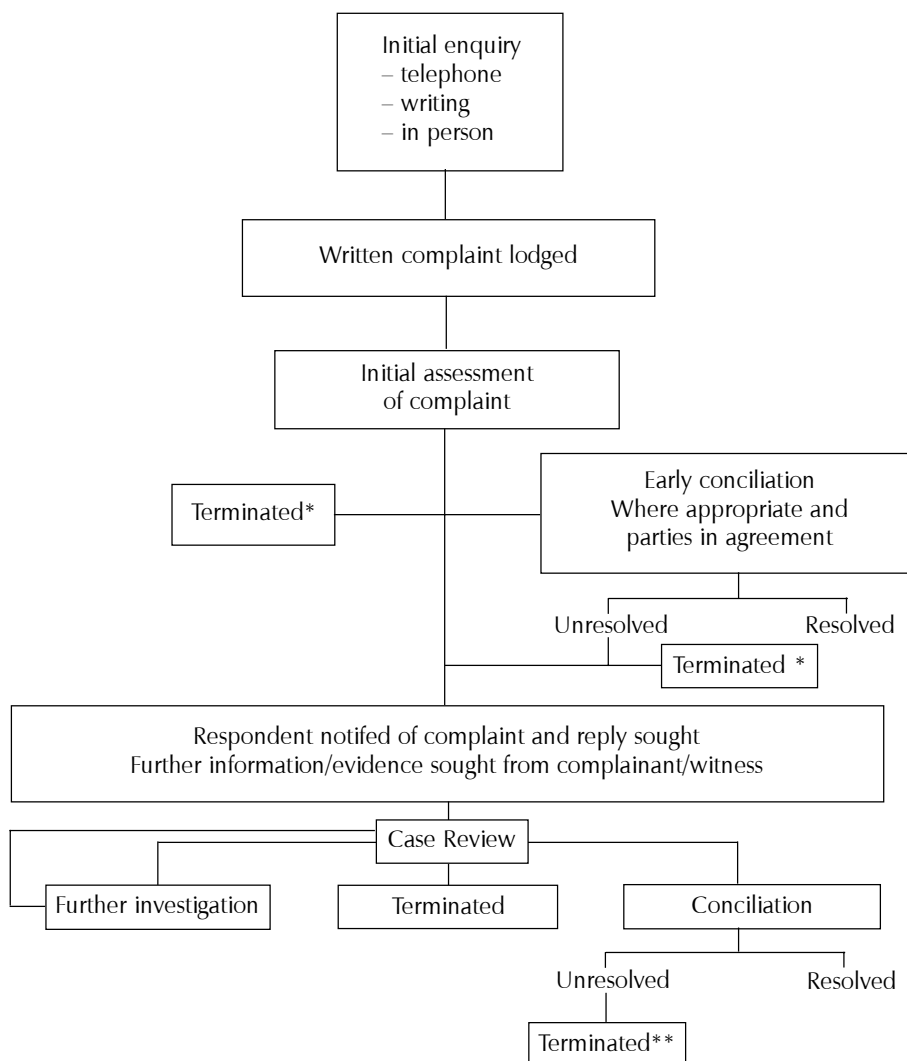 Initial enquiry
– telephone
– writing
– in person
Written complaint lodged
Initial assessment
of complaint
Terminated*
Early conciliation
Where appropriate and
parties in agreement
Unresolved
Resolved
Terminated *
Respondent notifed of complaint and reply sought
Further information/evidence sought from complainant/witness
Case Review
Further investigation
Terminated
Conciliation
Unresolved
Resolved
Terminated**